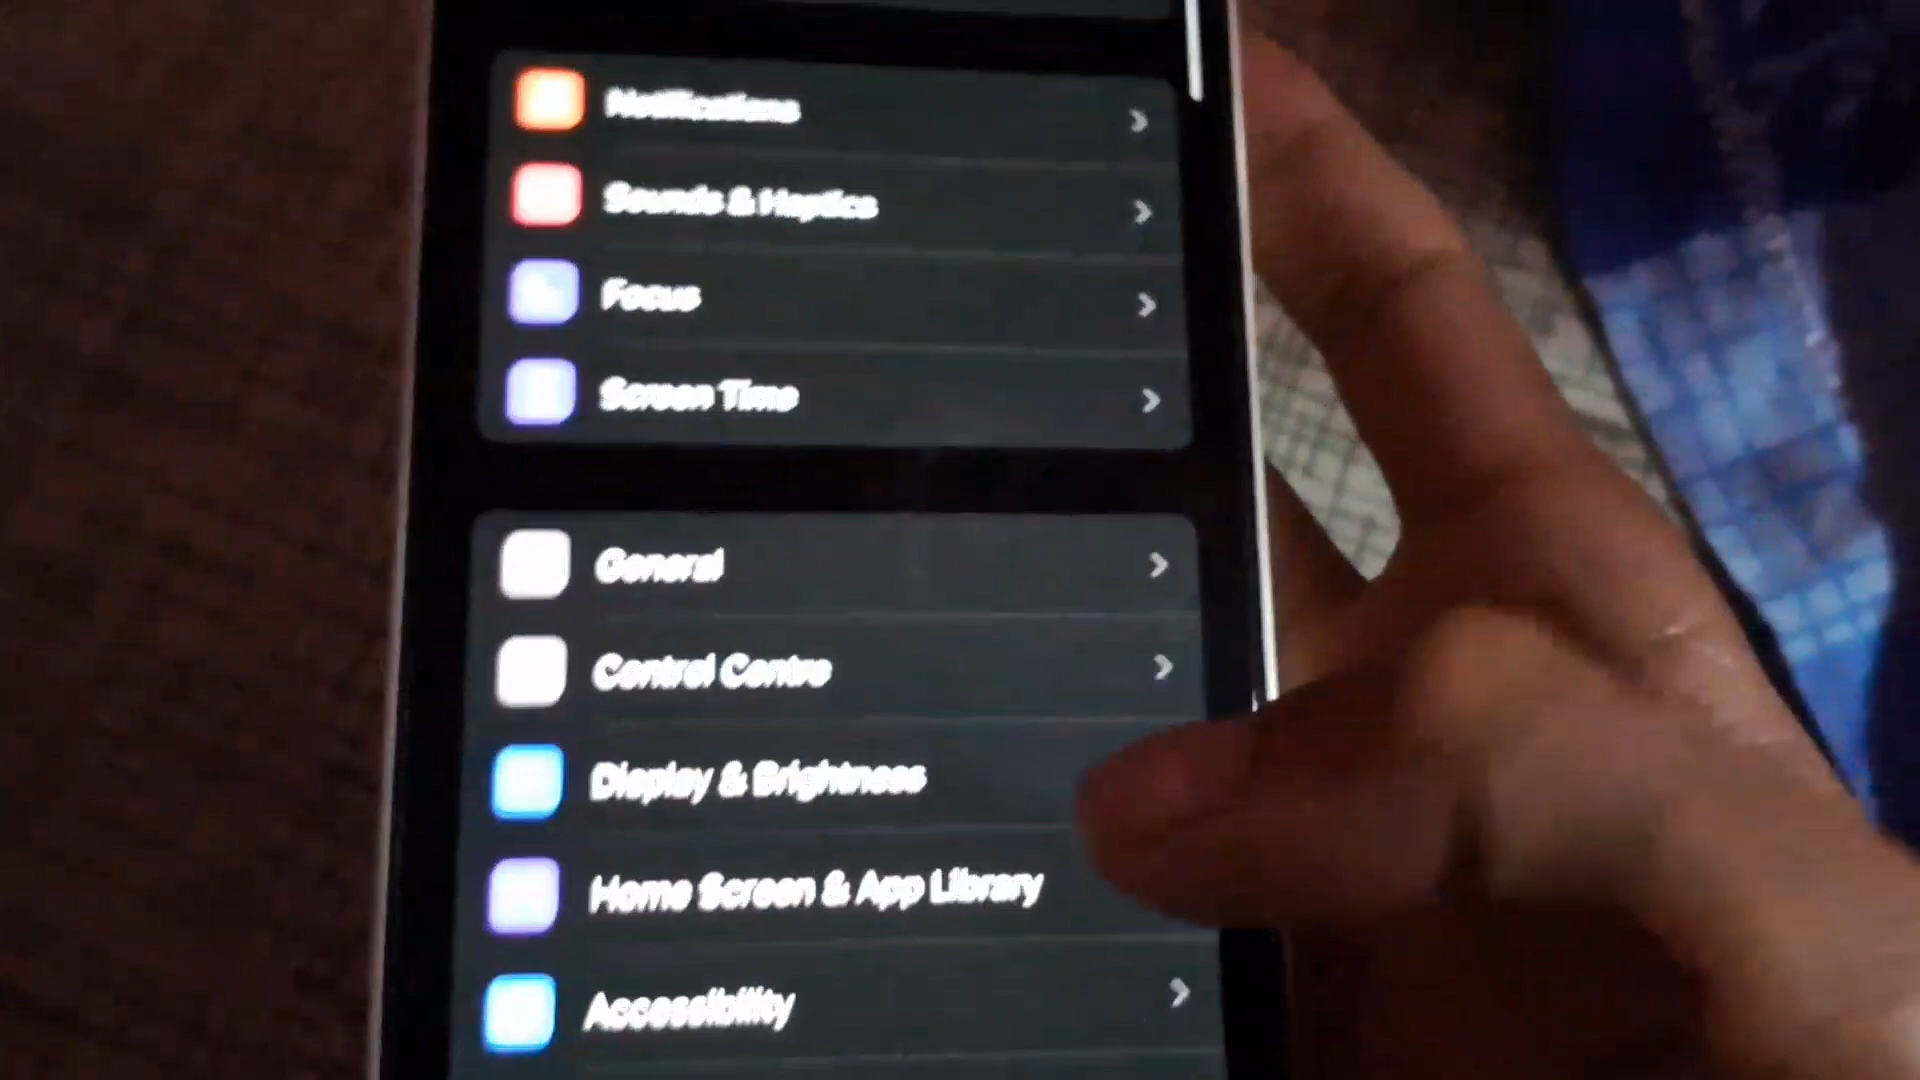 Notifications
Sounds & Haptics
Focus
Screen Time
General
Control Centre
Display & Brightness
Home Screen & App Library
Accessibility